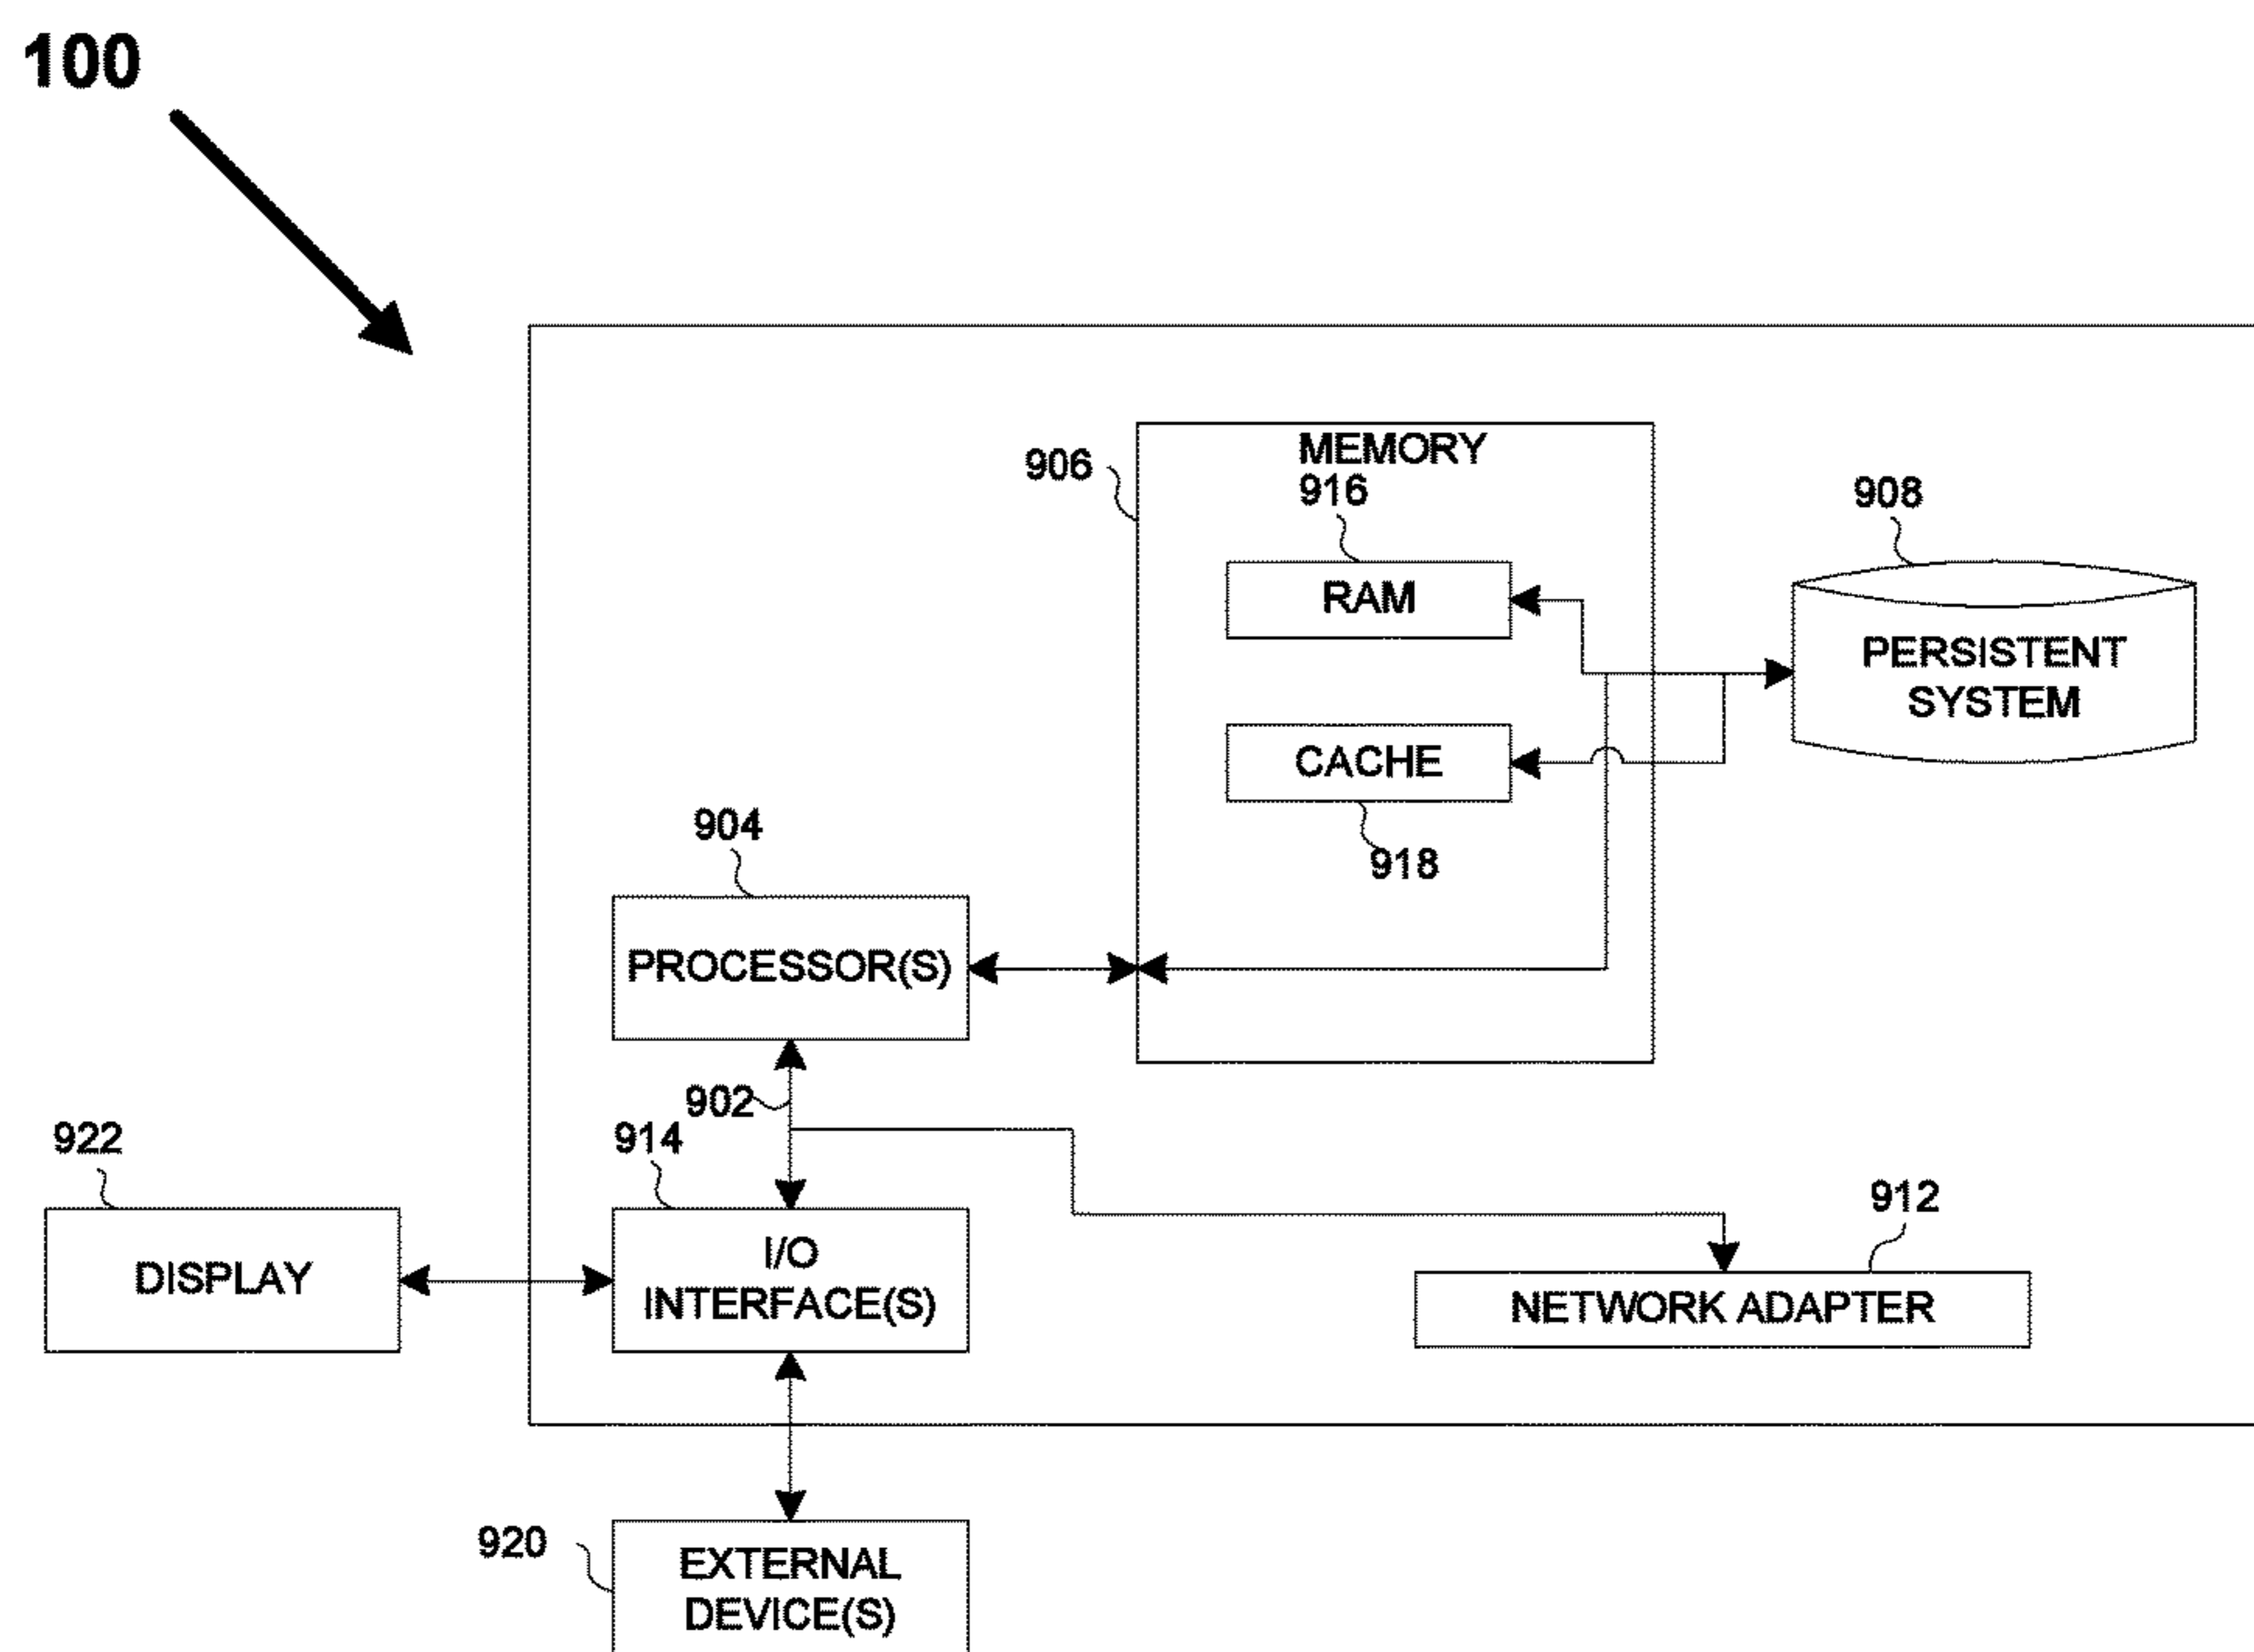 100
906
MEMORY
916
RAM
908
PERSISTENT
SYSTEM
CACHE
918
904
PROCESSOR(S)
902
922
DISPLAY
914
I/O
INTERFACE(S)
912
NETWORK ADAPTER
920
EXTERNAL
DEVICE(S)